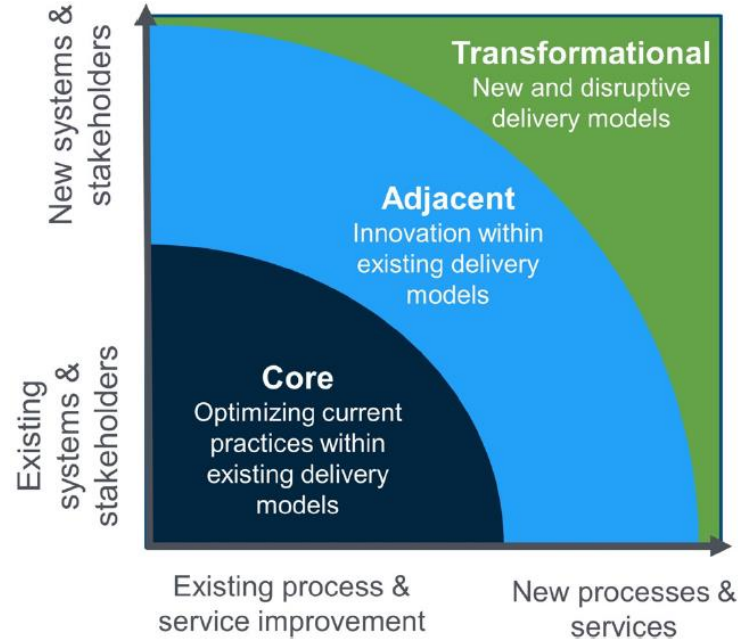 New systems &
stakeholders
Transformational
New and disruptive
delivery models
Adjacent
Innovation within
existing delivery
models
Existing
systems &
stakeholders
Core
Optimizing current
practices within
existing delivery
models
Existing process &
service improvement
New processes &
services